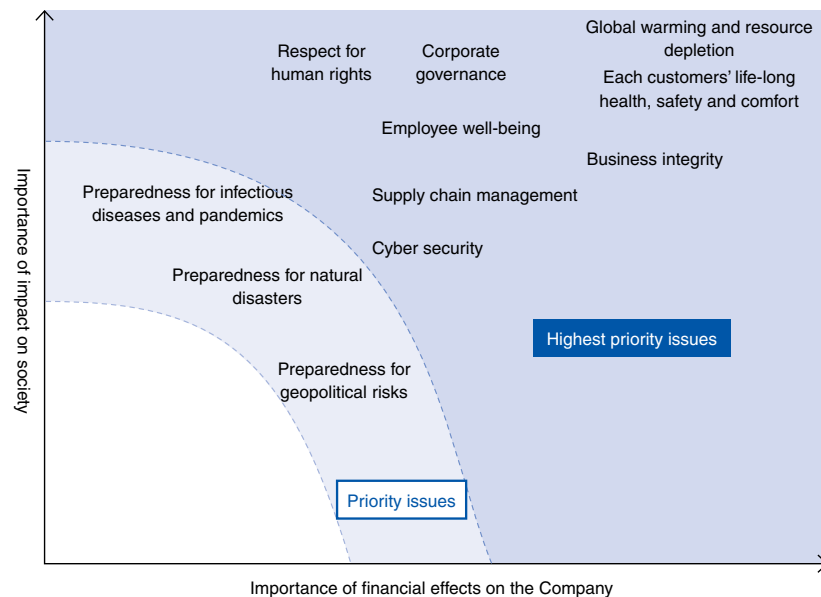 Global warming and resource
depletion
Respect for
human rights
Corporate
governance
Each customers’ life-long
health, safety and comfort
Employee well-being
Business integrity
Preparedness for infectious
diseases and pandemics
Supply chain management
Cyber security
Preparedness for natural
disasters
Highest priority issues
Preparedness for
geopolitical risks
Priority issues
Importance of impact on society
Importance of financial effects on the Company